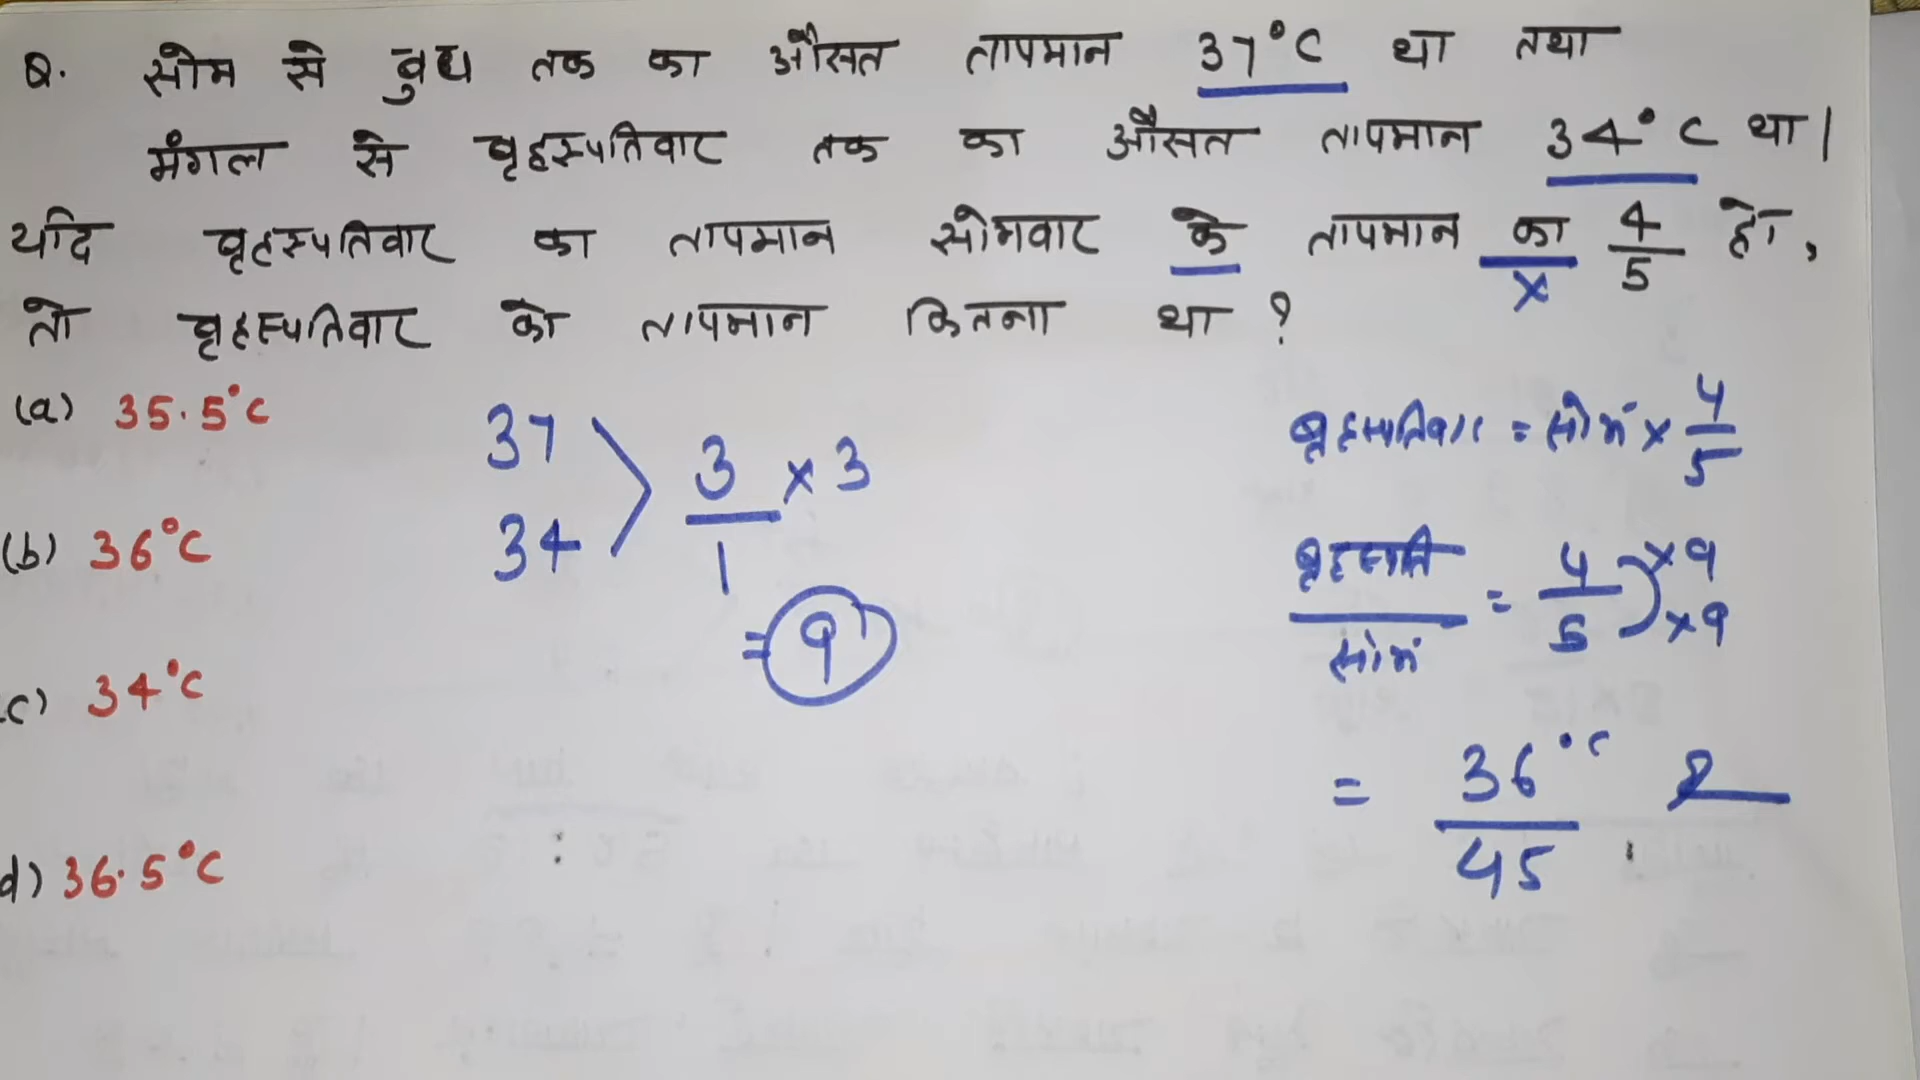 Q. सोम से बुध तक का औसत तापमान 37°C था तथा
मंगल से बृहस्पतिवार तक का औसत तापमान 34°C था।
यदि बृहस्पतिवार का तापमान सोमवार के तापमान का 4/5 हो,
x
तो बृहस्पतिवार को तापमान कितना था ?
(a) 35.5°C
(b) 36°C
(c) 34°C
(d) 36.5°C
37
34
3/1 x 3
= 9
बृहस्पतिवार = सोम x 4/5
बृहस्पति/सोम = 4/5 x9 x9
= 36°C/45